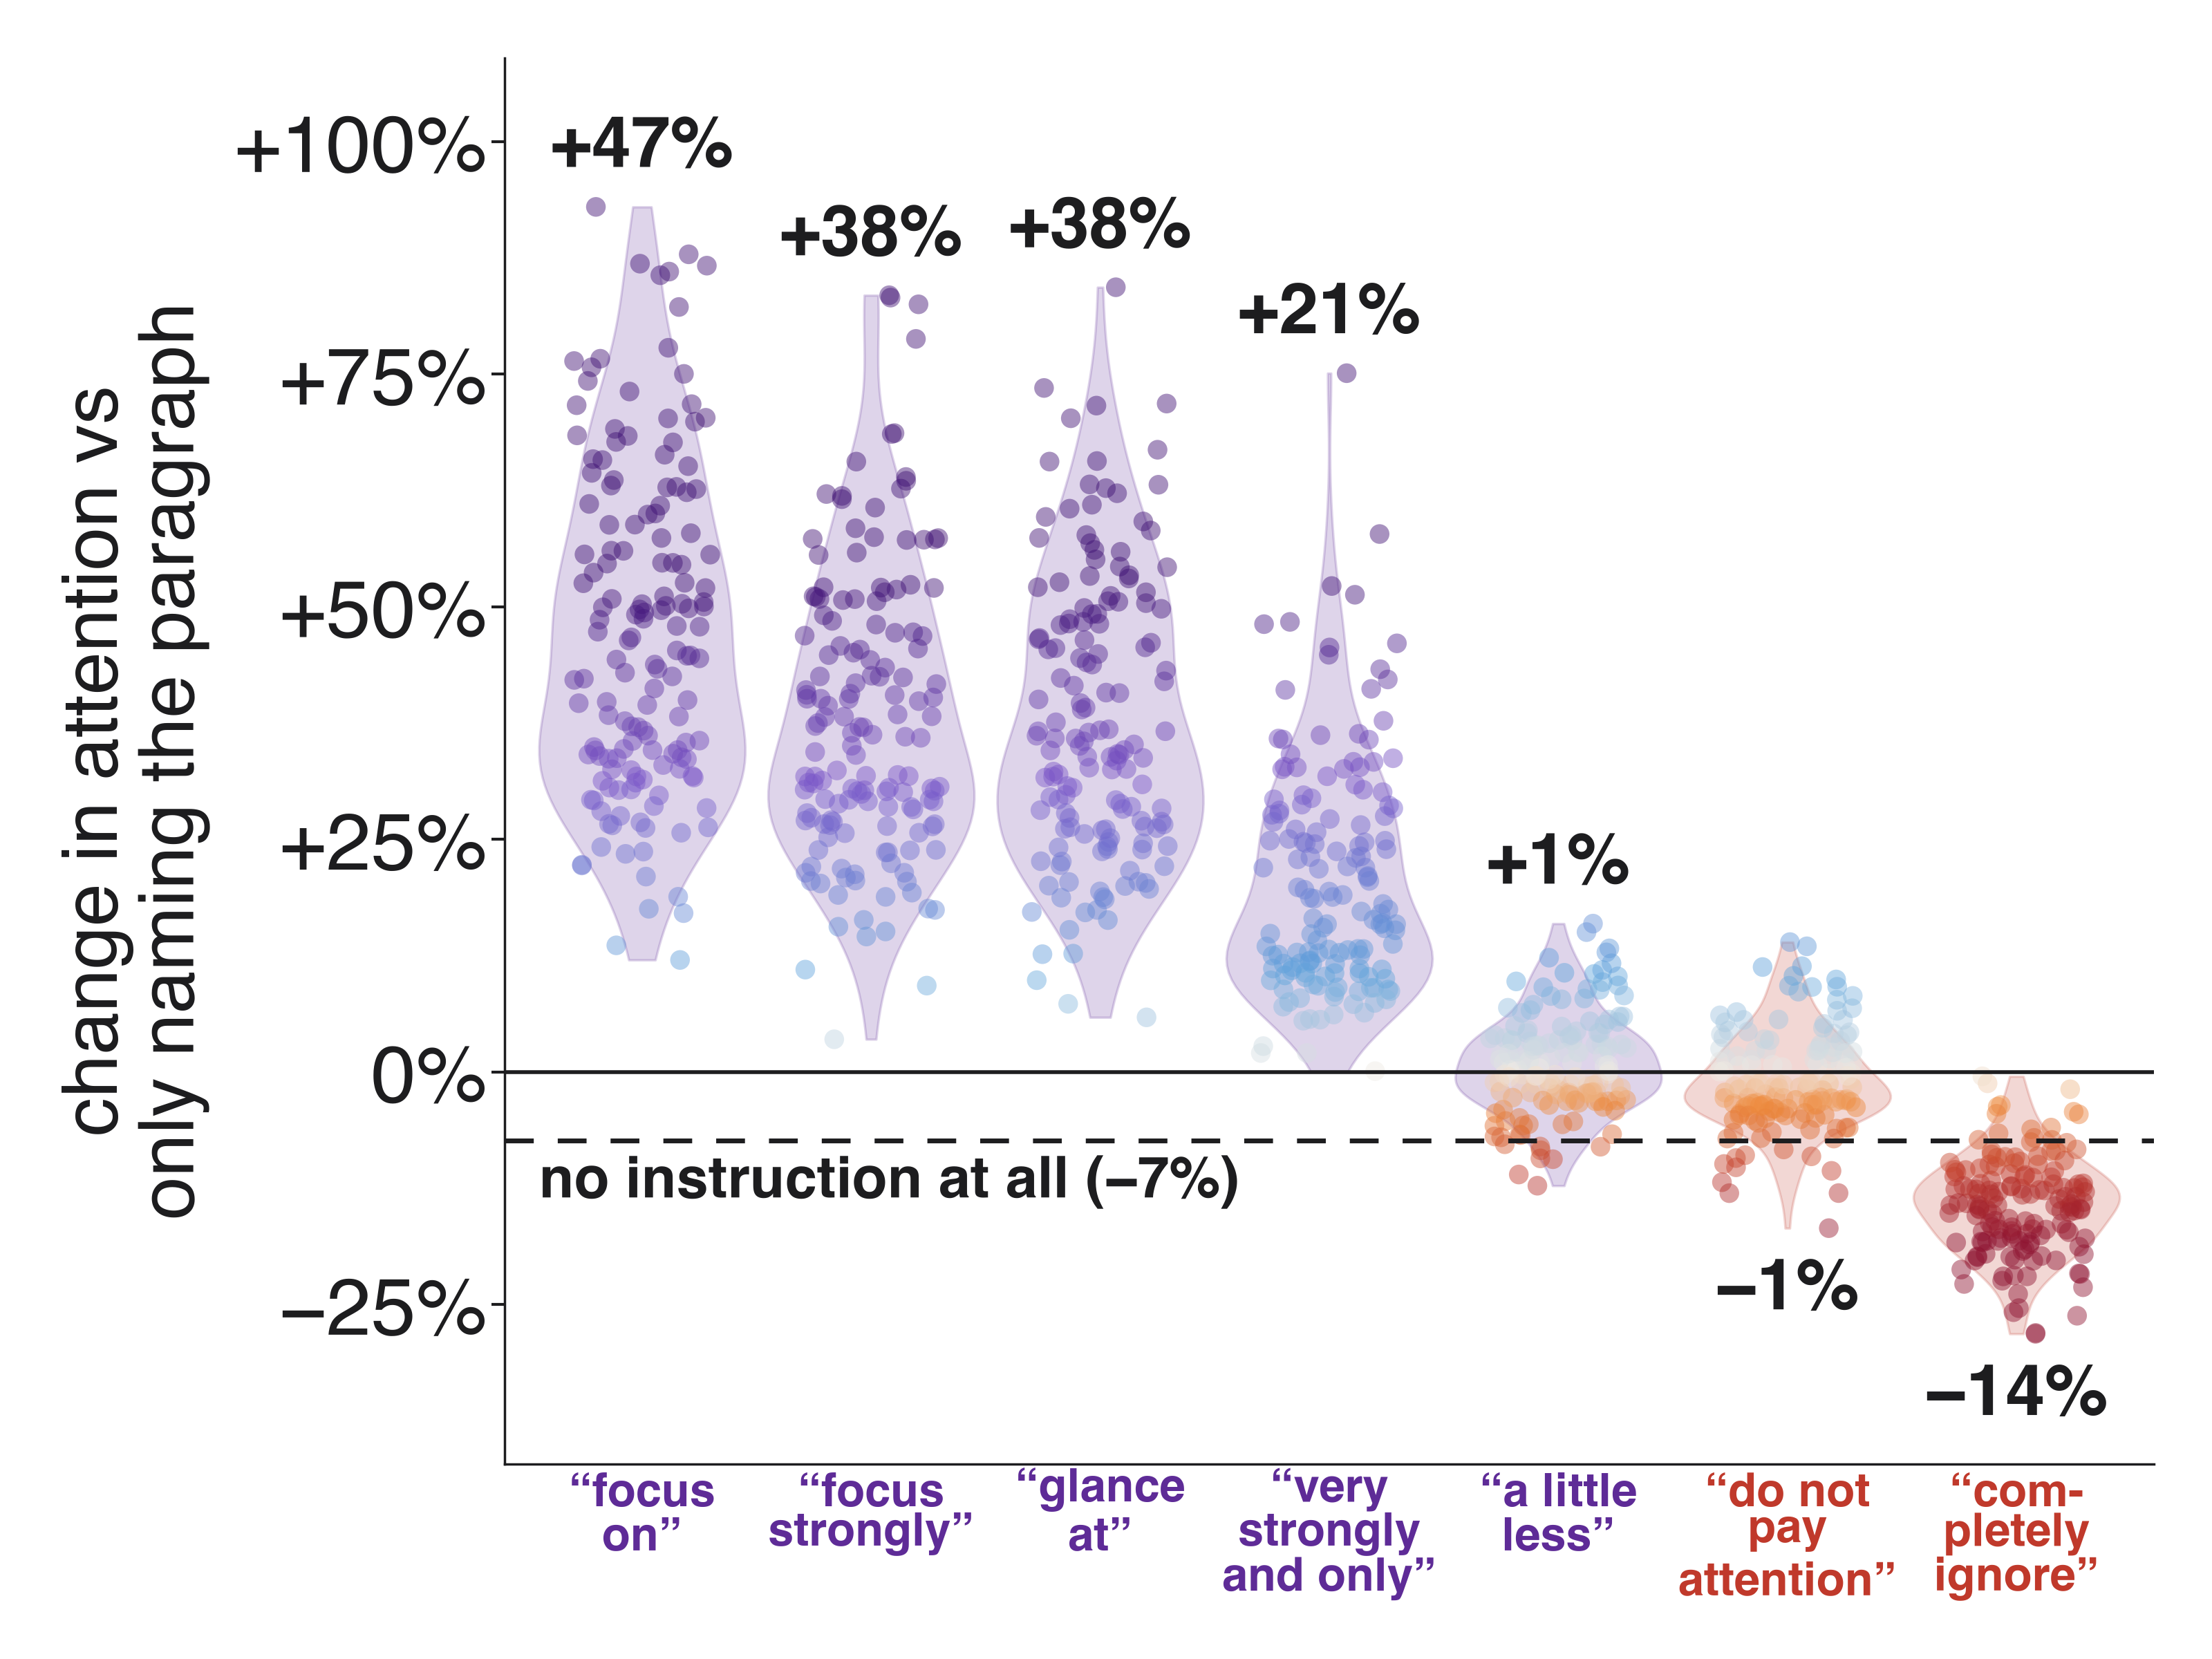 change in attention vs
only naming the paragraph
+100%
+75%
+50%
+25%
0%
−25%
+47%
+38%
+38%
+21%
+1%
−1%
−14%
no instruction at all (−7%)
“focus
on”
“focus
strongly”
“glance
at”
“very
strongly
and only”
“a little
less”
“do not
pay
attention”
“com-
pletely
ignore”